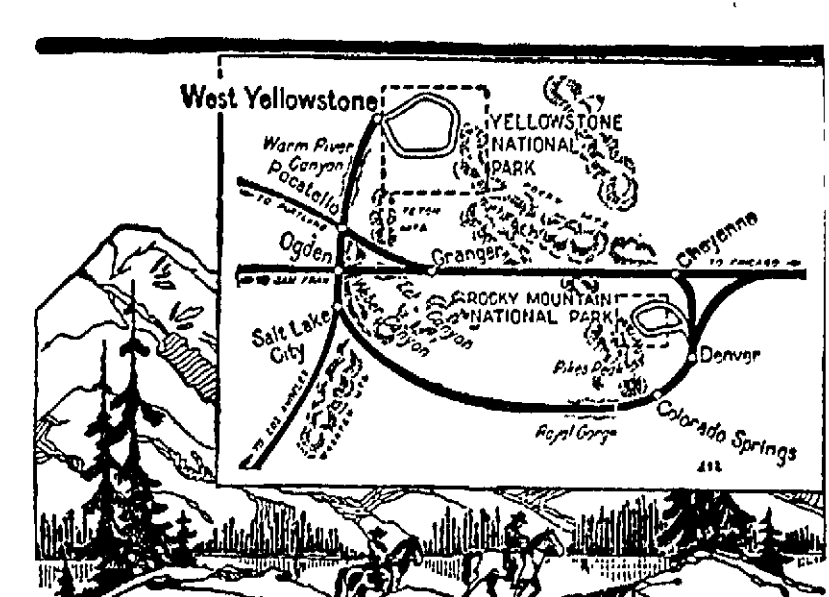 West Yellowstone
YELLOWSTONE
NATIONAL
PARK
Warm River
Canyon
Pocatello
TO PORTLAND
TETON
Ogden
Granger
Cheyenne
TO CHICAGO
TO SAN FRAN
ROCKY MOUNTAIN
NATIONAL PARK
Weber Canyon
Canyon
Salt Lake
City
TO LOS ANGELES
Pikes Peak
Denver
Royal Gorge
Colorado Springs